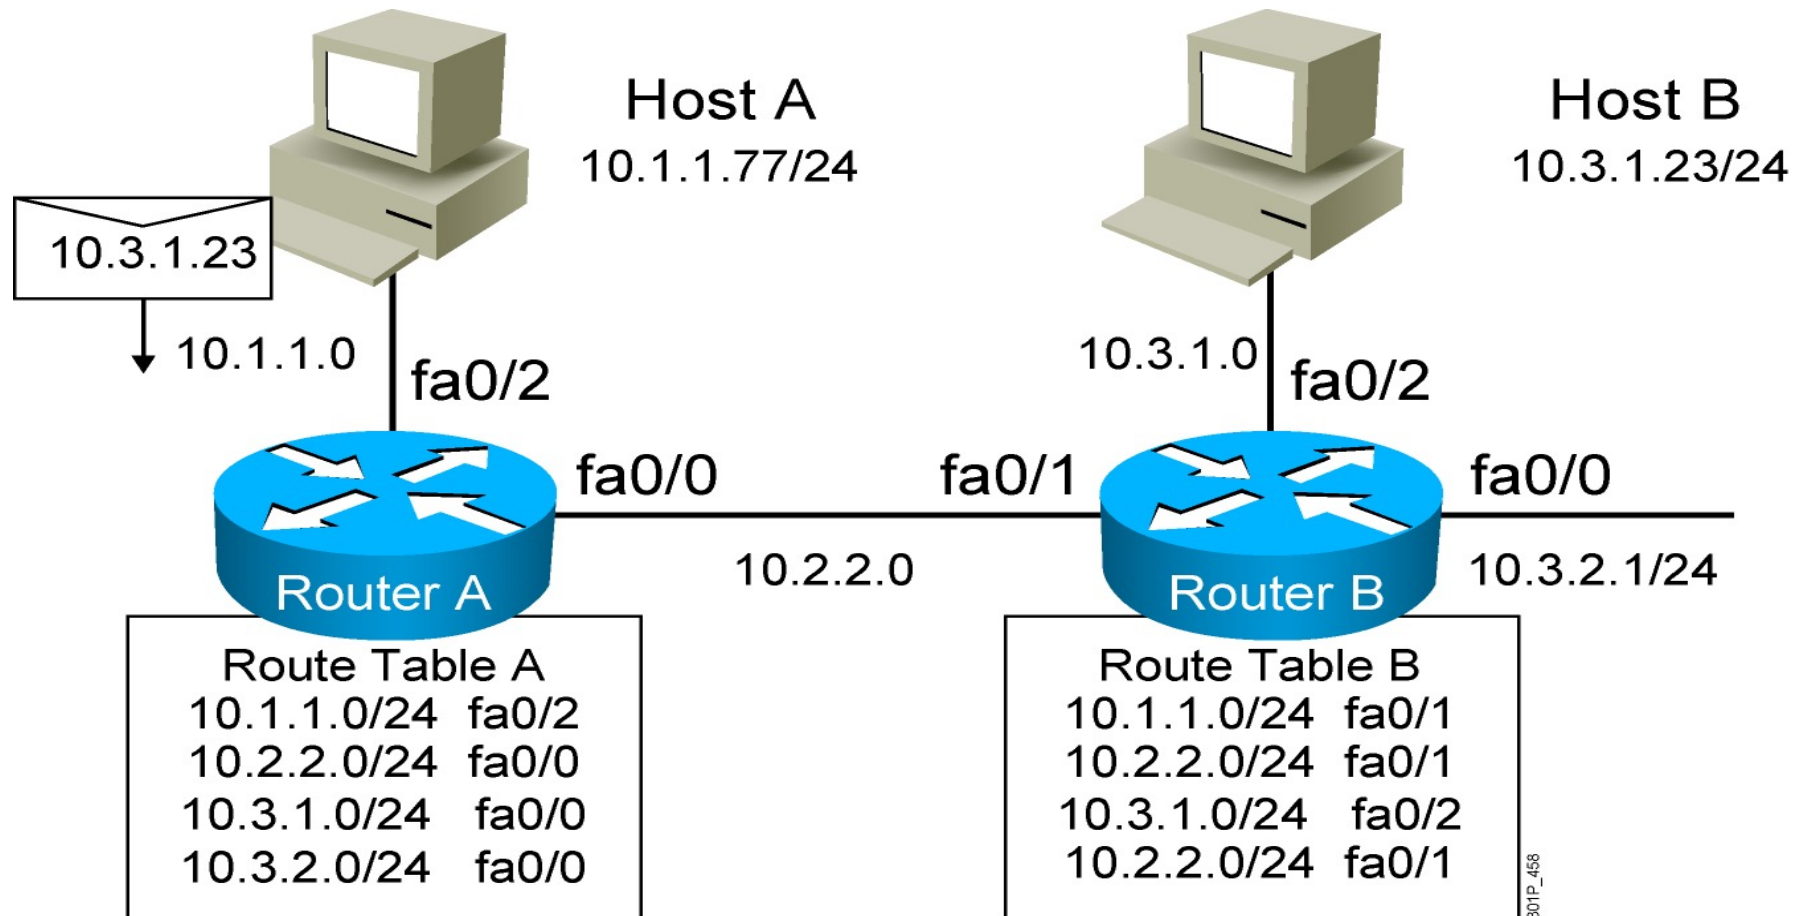 Host A
10.1.1.77/24
Host B
10.3.1.23/24
10.3.1.23
10.1.1.0
fa0/2
10.3.1.0
fa0/2
fa0/0
fa0/1
fa0/0
10.2.2.0
10.3.2.1/24
Router A
Router B
Route Table A
10.1.1.0/24 fa0/2
10.2.2.0/24 fa0/0
10.3.1.0/24 fa0/0
10.3.2.0/24 fa0/0
Route Table B
10.1.1.0/24 fa0/1
10.2.2.0/24 fa0/1
10.3.1.0/24 fa0/2
10.2.2.0/24 fa0/1